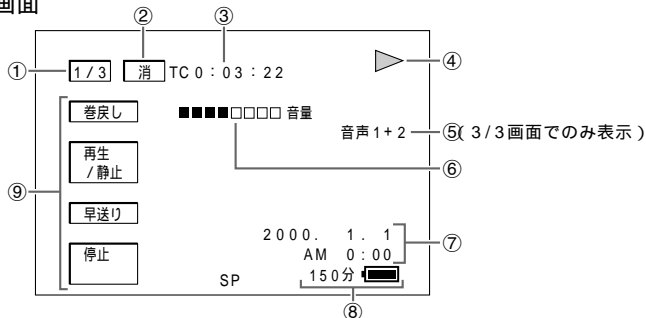 画面
② ③
① 1/3 消 TC 0:03:22 ④
巻戻し ■■■■□□□□ 音量
音声1+2 ⑤(3/3画面でのみ表示)
再生
/静止
⑥
⑨
早送り
2000. 1. 1
AM 0:00
⑦
停止
150分
SP
⑧